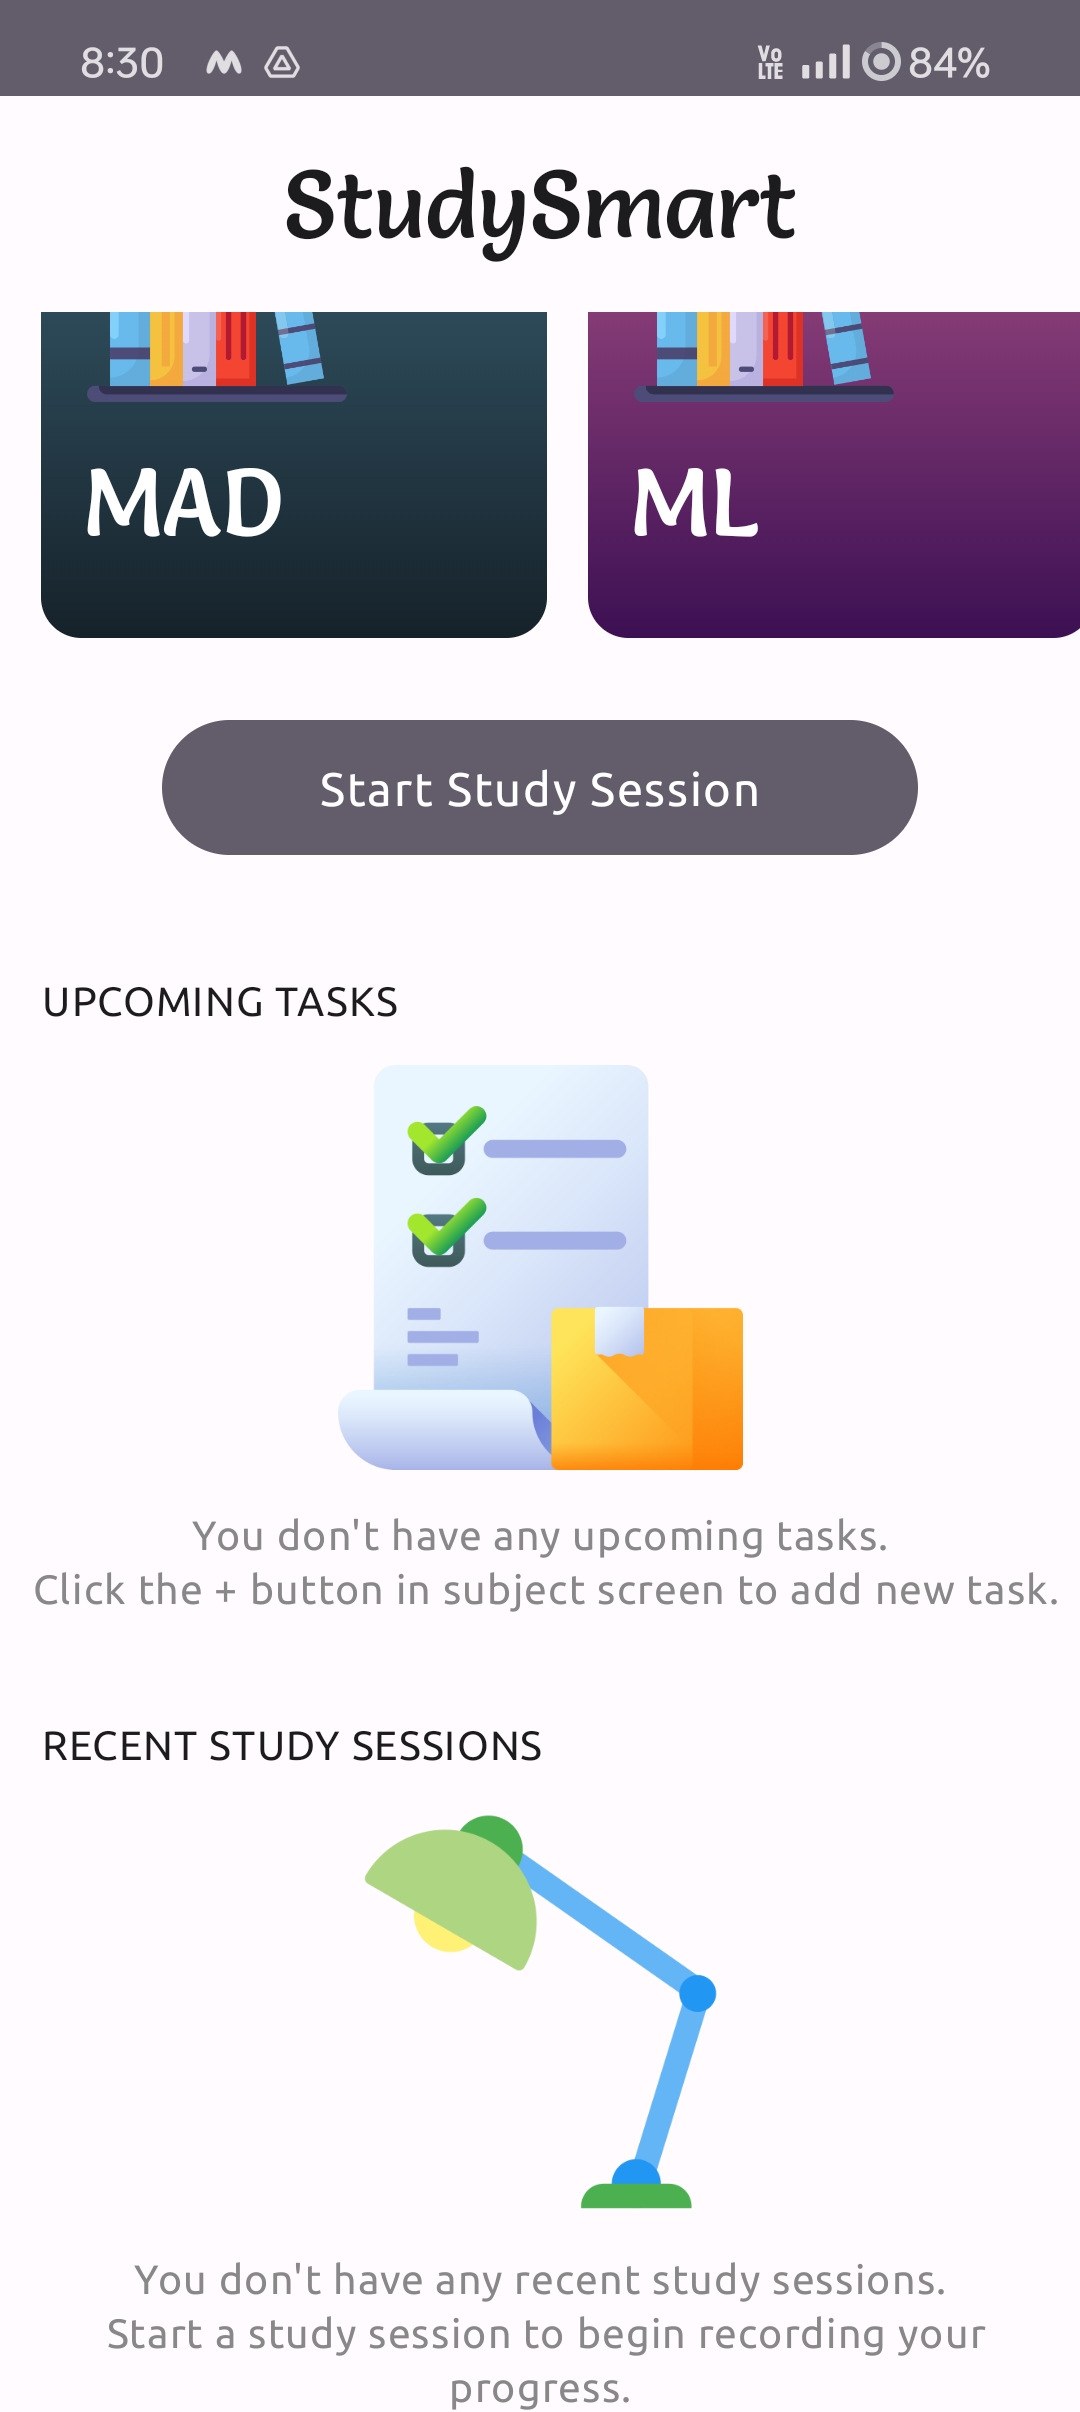 8:30
Vo LTE
84%
StudySmart
MAD
ML
Start Study Session
UPCOMING TASKS
You don't have any upcoming tasks.
Click the + button in subject screen to add new task.
RECENT STUDY SESSIONS
You don't have any recent study sessions.
Start a study session to begin recording your
progress.